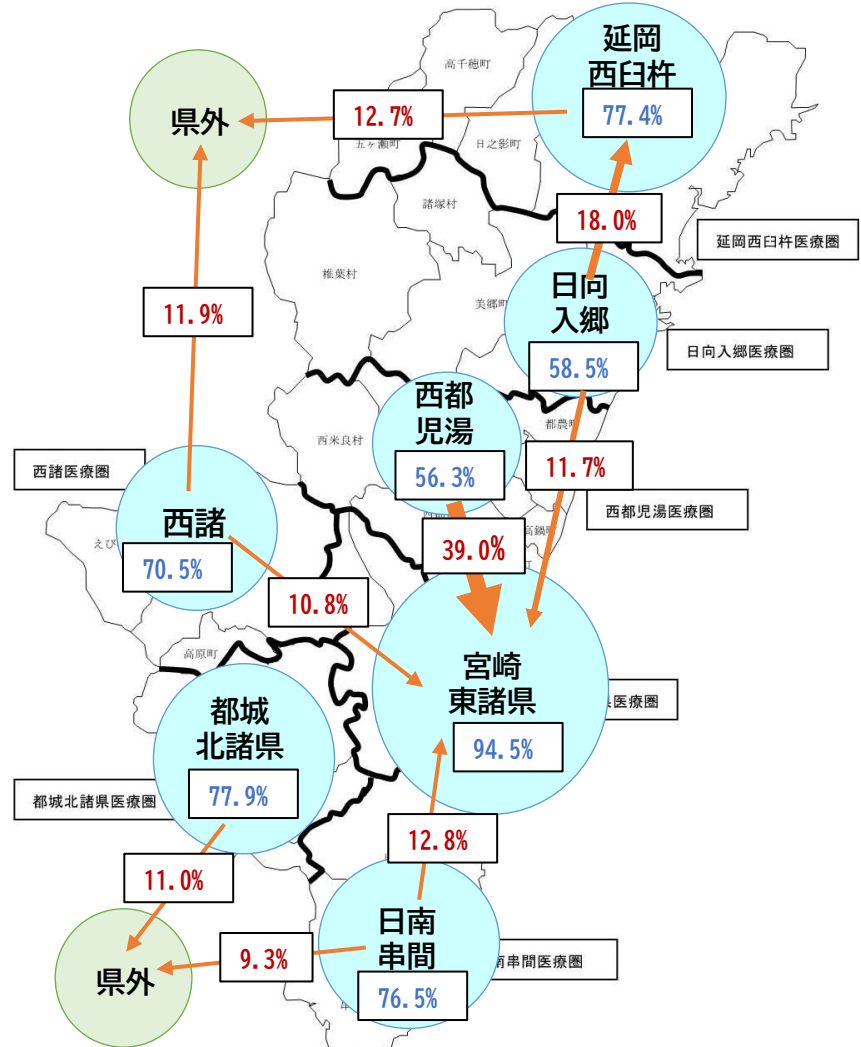 延岡
西臼杵
77.4%
高千穂町
県外
12.7%
五ヶ瀬町
日之影町
諸塚村
18.0%
延岡西臼杵医療圏
椎葉村
日向
入郷
58.5%
美郷町
11.9%
日向入郷医療圏
西都
児湯
56.3%
都農町
西米良村
11.7%
西諸医療圏
西諸
70.5%
えび
西都児湯医療圏
高鍋町
町
39.0%
10.8%
高原町
宮崎
東諸県
94.5%
県医療圏
都城
北諸県
77.9%
都城北諸県医療圏
12.8%
11.0%
日南
串間
76.5%
9.3%
南串間医療圏
県外